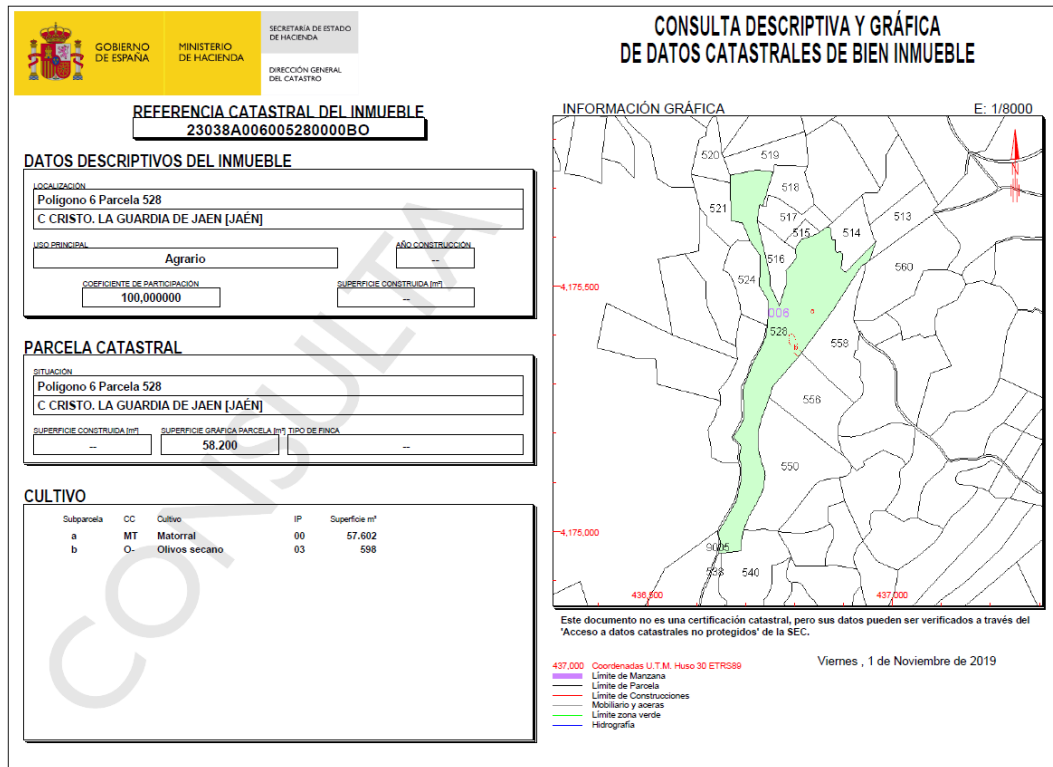 GOBIERNO
DE ESPAÑA
MINISTERIO
DE HACIENDA
SECRETARÍA DE ESTADO
DE HACIENDA
DIRECCIÓN GENERAL
DEL CATASTRO
CONSULTA DESCRIPTIVA Y GRÁFICA
DE DATOS CATASTRALES DE BIEN INMUEBLE
REFERENCIA CATASTRAL DEL INMUEBLE
23038A006005280000BO
DATOS DESCRIPTIVOS DEL INMUEBLE
LOCALIZACIÓN
Polígono 6 Parcela 528
C CRISTO. LA GUARDIA DE JAEN [JAÉN]
USO PRINCIPAL
Agrario
AÑO CONSTRUCCIÓN
--
COEFICIENTE DE PARTICIPACIÓN
100,000000
SUPERFICIE CONSTRUIDA [m²]
--
PARCELA CATASTRAL
SITUACIÓN
Polígono 6 Parcela 528
C CRISTO. LA GUARDIA DE JAEN [JAÉN]
SUPERFICIE CONSTRUIDA [m²] SUPERFICIE GRÁFICA PARCELA [m²] TIPO DE FINCA
-- 58.200 --
CULTIVO
Subparcela CC Cultivo IP Superficie m²
a MT Matorral 00 57.602
b O- Olivos secano 03 598
CONSULTA
INFORMACIÓN GRÁFICA E: 1/8000
N
520 519
518
521 517 513
515 514
516
524 560
4,175,500
006 a
528 b 558
556
550
4,175,000
9005
538 540
436,500 437,000
Este documento no es una certificación catastral, pero sus datos pueden ser verificados a través del
'Acceso a datos catastrales no protegidos' de la SEC.
Viernes , 1 de Noviembre de 2019
437,000 Coordenadas U.T.M. Huso 30 ETRS89
Límite de Manzana
Límite de Parcela
Límite de Construcciones
Mobiliario y aceras
Límite zona verde
Hidrografía